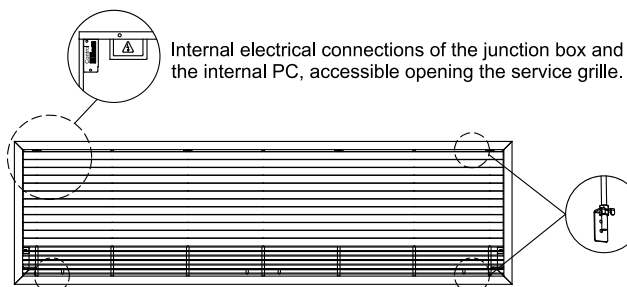 Internal electrical connections of the junction box and
the internal PC, accessible opening the service grille.